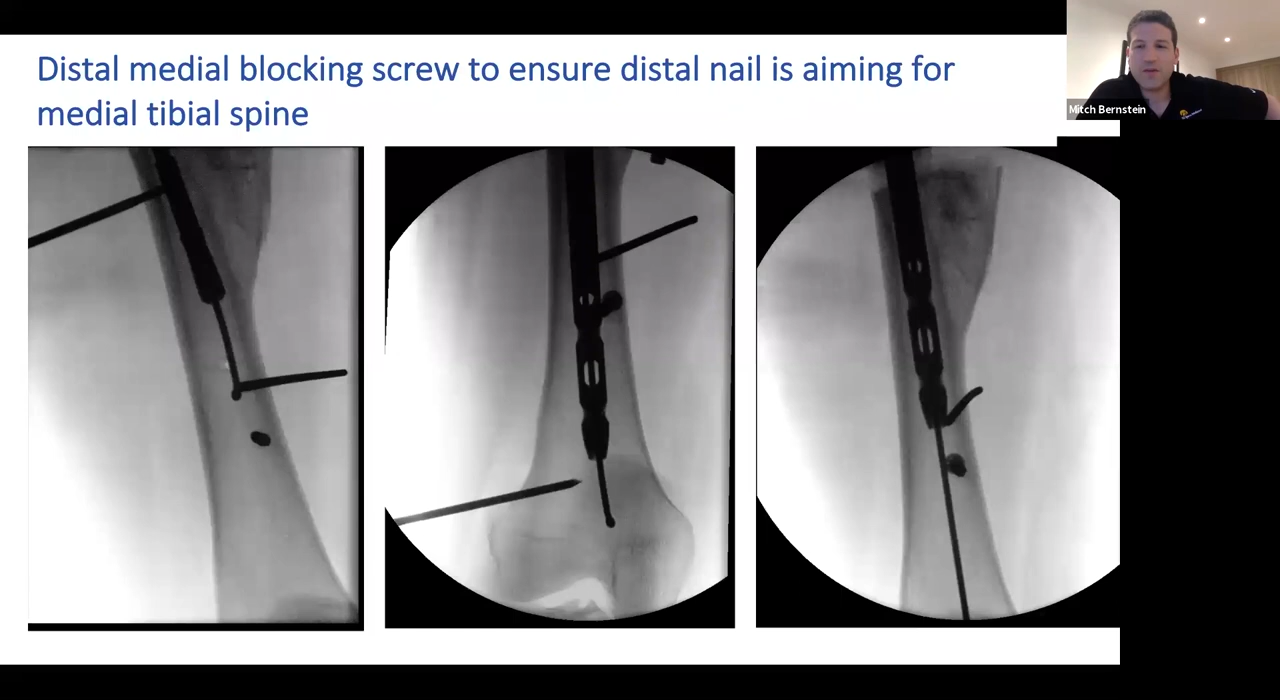 Distal medial blocking screw to ensure distal nail is aiming for
medial tibial spine
Mitch Bernstein